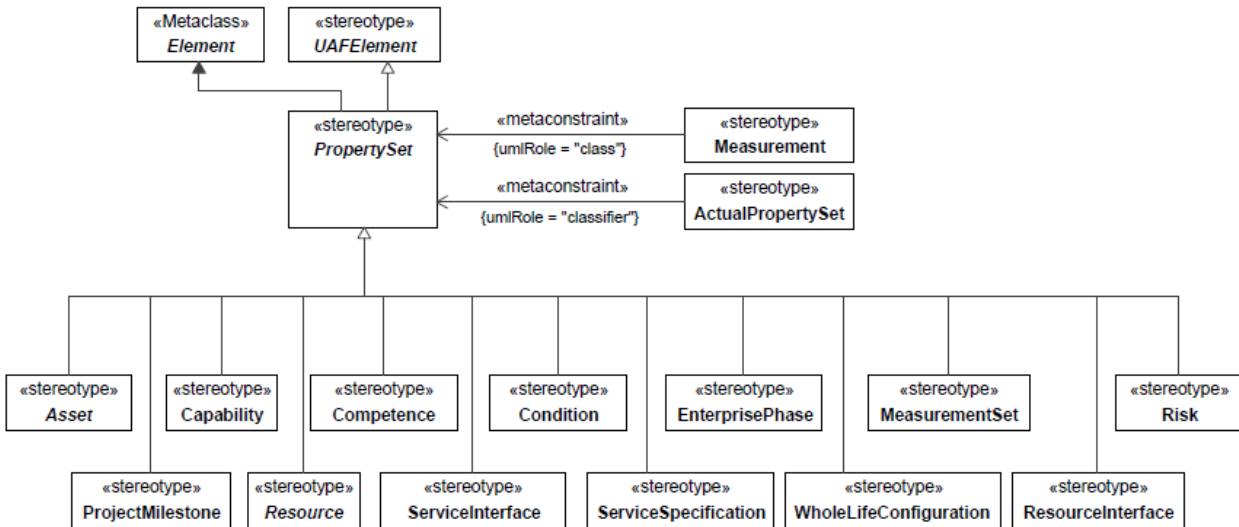 «Metaclass»
Element
«stereotype»
UAFElement
«stereotype»
PropertySet
«metaconstraint»
{umlRole = "class"}
«stereotype»
Measurement
«metaconstraint»
{umlRole = "classifier"}
«stereotype»
ActualPropertySet
«stereotype»
Asset
«stereotype»
Capability
«stereotype»
Competence
«stereotype»
Condition
«stereotype»
EnterprisePhase
«stereotype»
MeasurementSet
«stereotype»
Risk
«stereotype»
ProjectMilestone
«stereotype»
Resource
«stereotype»
ServiceInterface
«stereotype»
ServiceSpecification
«stereotype»
WholeLifeConfiguration
«stereotype»
ResourceInterface